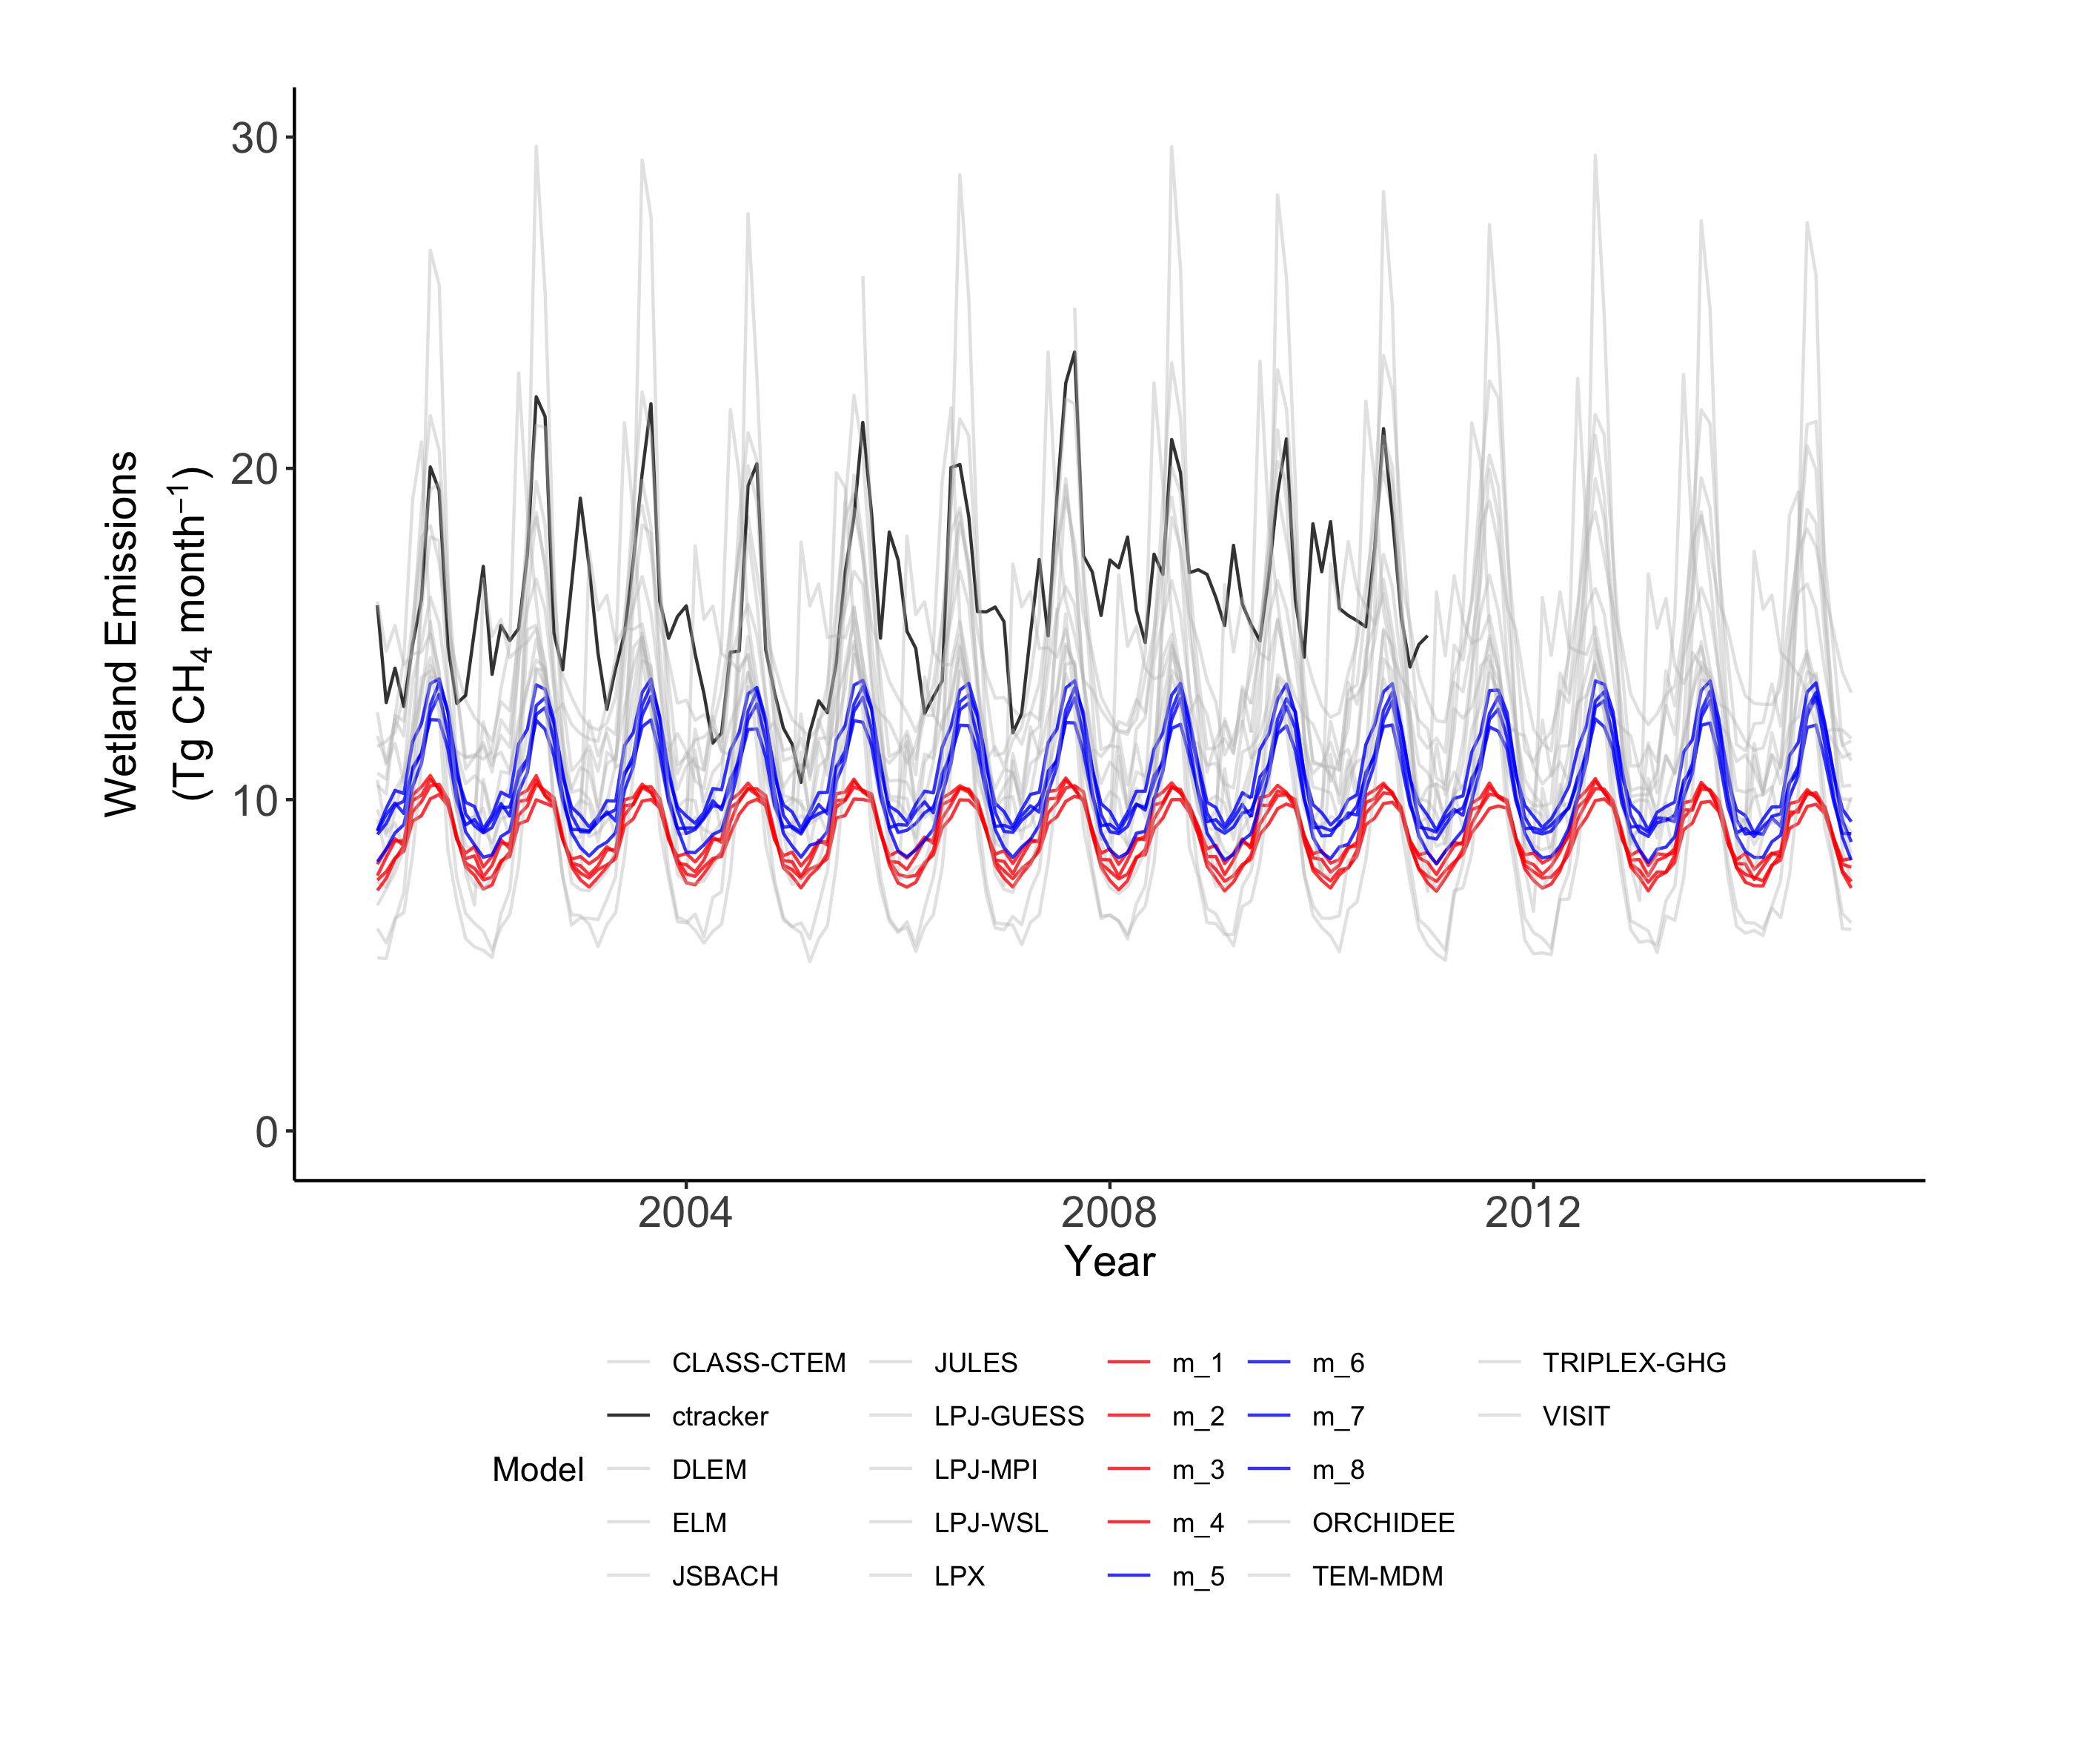 30
20
10
0
Wetland Emissions
(Tg CH₄ month⁻¹)
2004 2008 2012
Year
Model
CLASS-CTEM JULES m_1 m_6 TRIPLEX-GHG
ctracker LPJ-GUESS m_2 m_7 VISIT
DLEM LPJ-MPI m_3 m_8
ELM LPJ-WSL m_4 ORCHIDEE
JSBACH LPX m_5 TEM-MDM